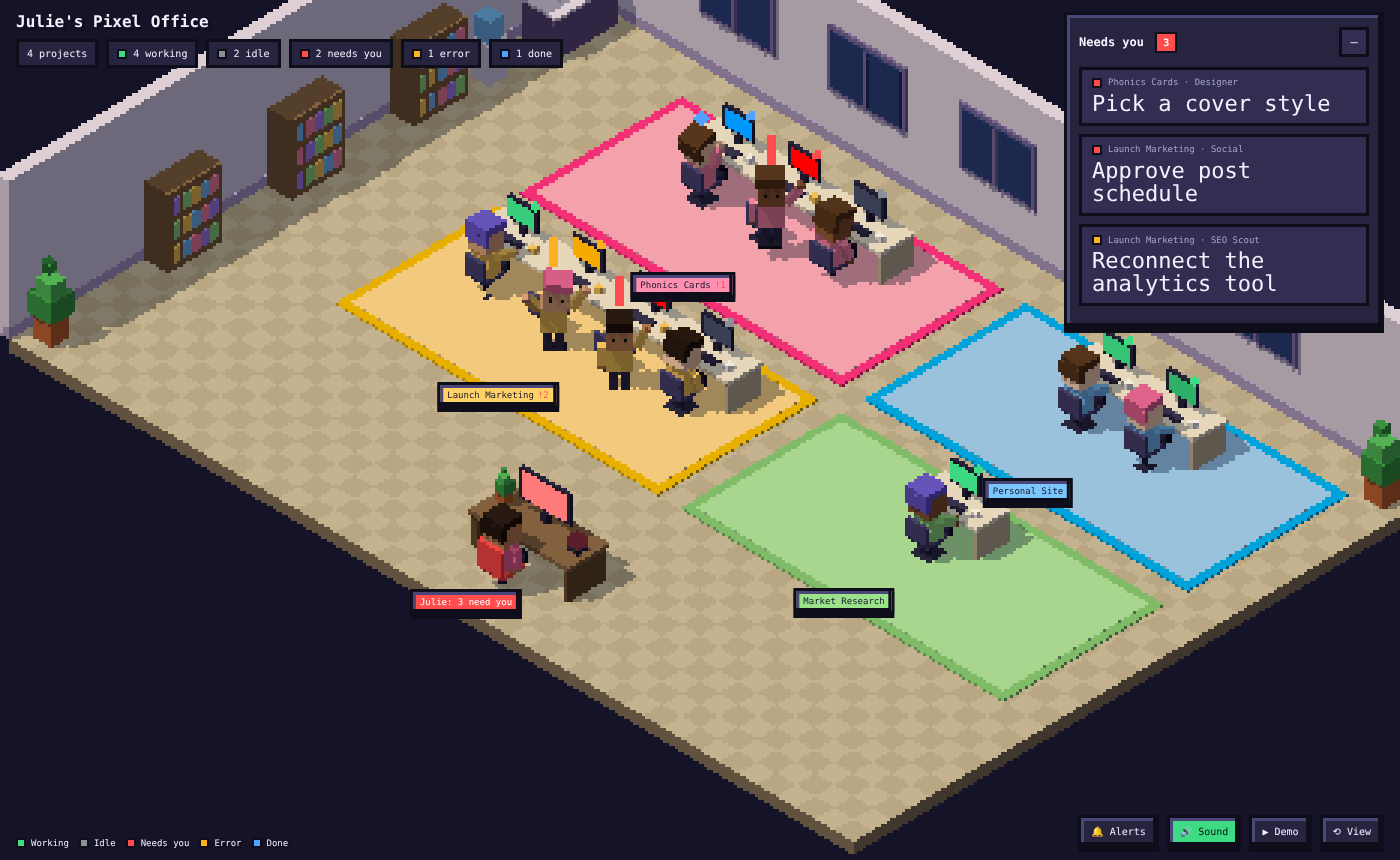 Julie's Pixel Office
4 projects
4 working
2 idle
2 needs you
1 error
1 done
Needs you 3
–
Phonics Cards · Designer
Pick a cover style
Launch Marketing · Social
Approve post
schedule
Launch Marketing · SEO Scout
Reconnect the
analytics tool
Phonics Cards !1
Launch Marketing !2
Personal Site
Julie: 3 need you
Market Research
Working
Idle
Needs you
Error
Done
Alerts
Sound
Demo
View